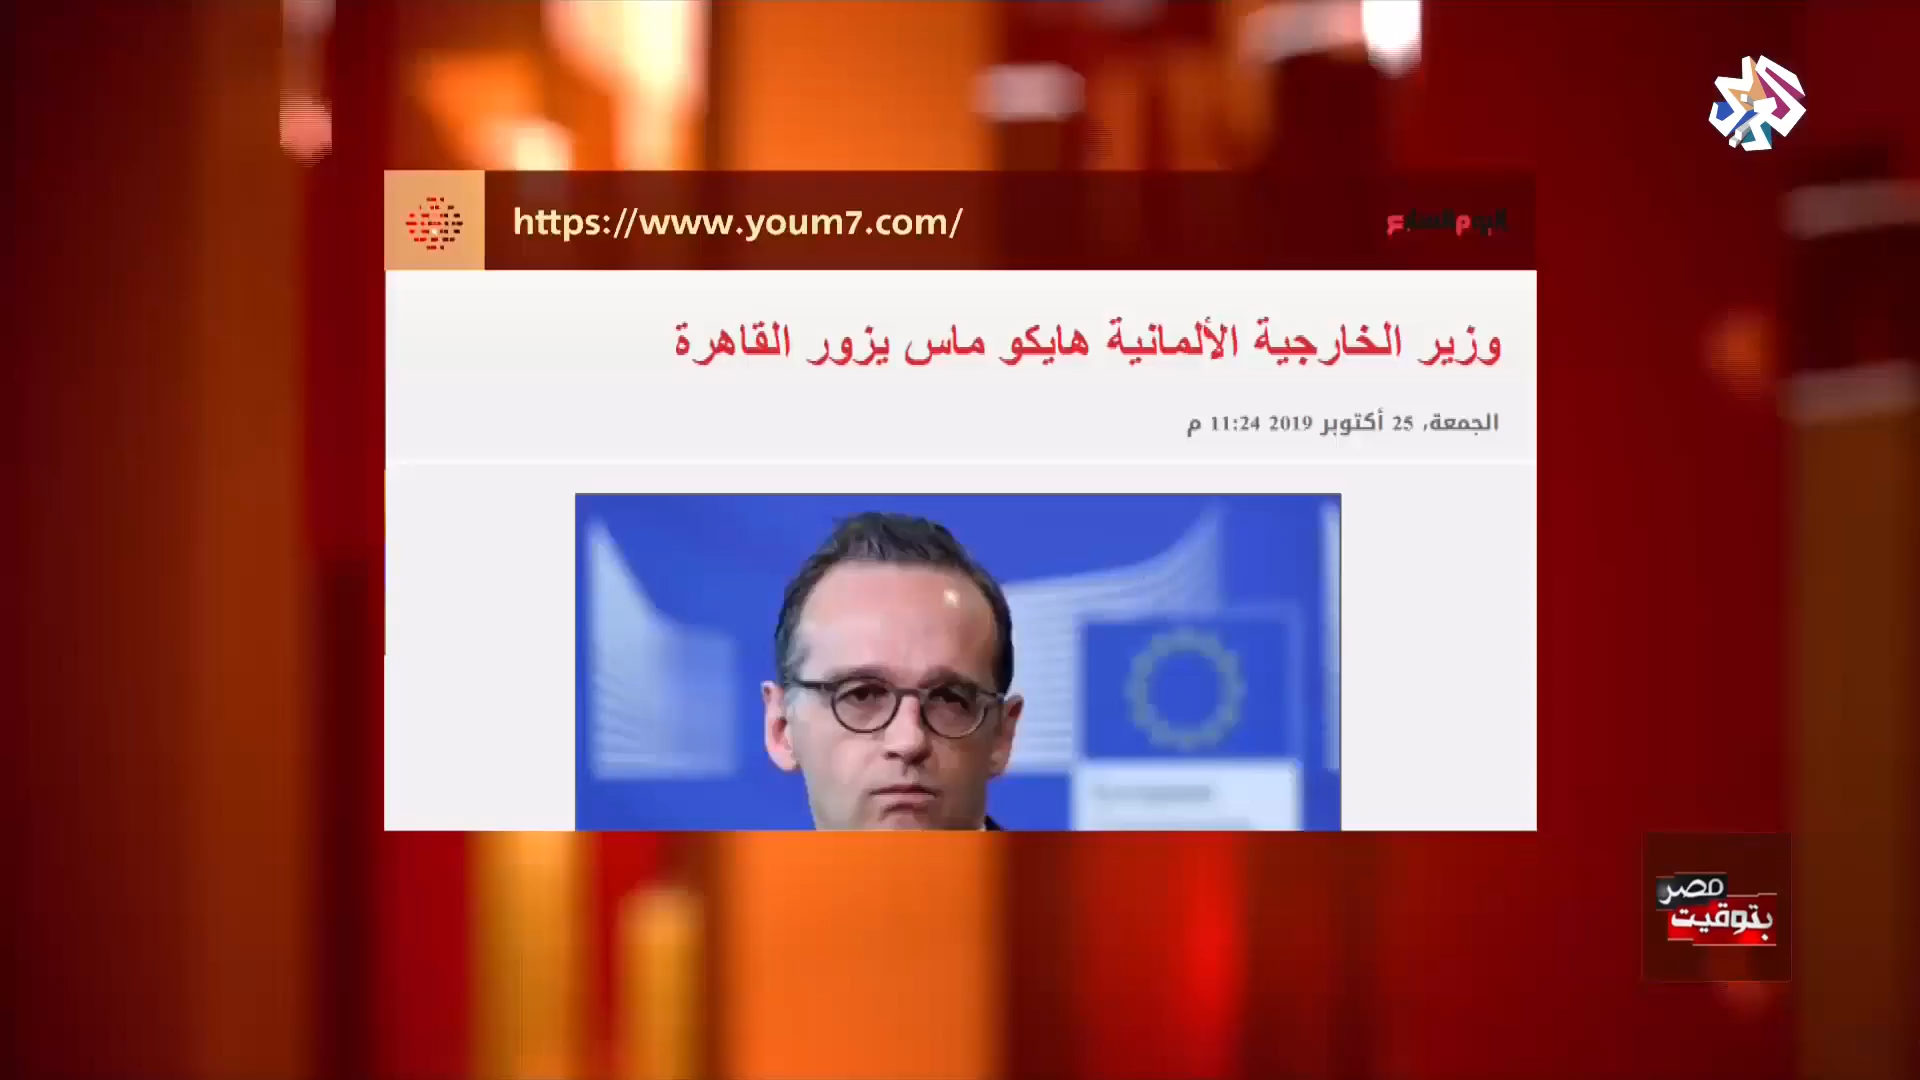 https://www.youm7.com/
اليوم السابع
وزير الخارجية الألمانية هايكو ماس يزور القاهرة
الجمعة، 25 أكتوبر 2019 11:24 م
بتوقيت
مصر